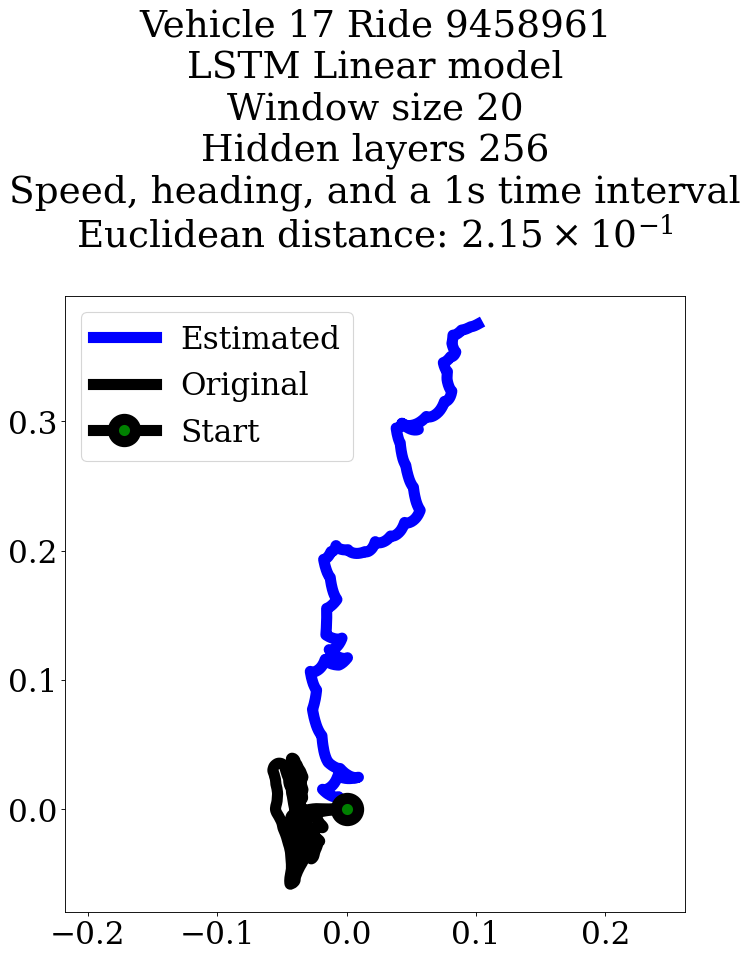 Vehicle 17 Ride 9458961
LSTM Linear model
Window size 20
Hidden layers 256
Speed, heading, and a 1s time interval
Euclidean distance: 2.15 × 10⁻¹
Estimated
Original
Start
0.3
0.2
0.1
0.0
−0.2 −0.1 0.0 0.1 0.2